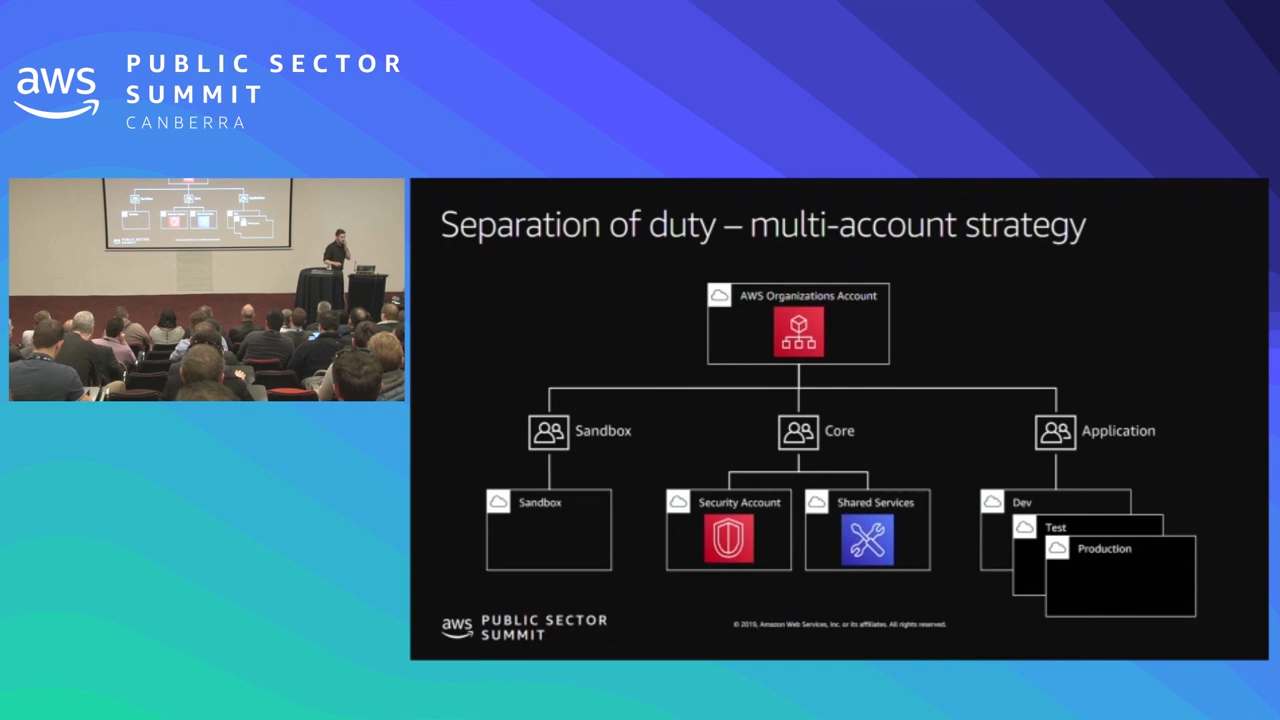 aws
PUBLIC SECTOR
SUMMIT
CANBERRA
Separation of duty – multi-account strategy
AWS Organizations Account
Sandbox
Core
Application
Sandbox
Security Account
Shared Services
Dev
Test
Production
aws
PUBLIC SECTOR
SUMMIT
© 2019, Amazon Web Services, Inc. or its affiliates. All rights reserved.